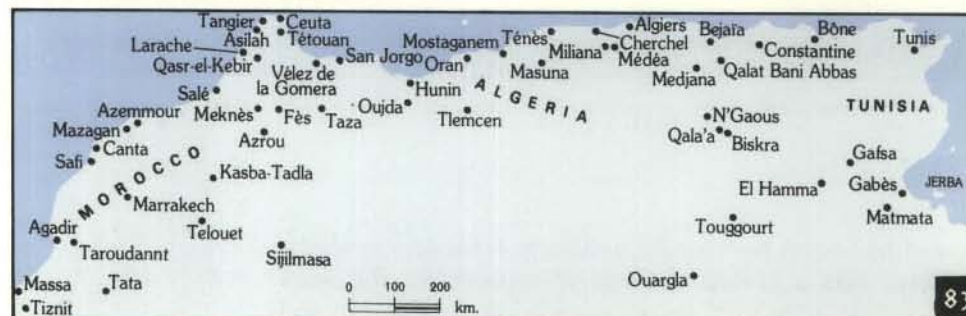 Tangier
Ceuta
Asilah
Tétouan
Larache
Qasr-el-Kebir
Vélez de
la Gomera
San Jorgo
Mostaganem
Oran
Ténès
Masuna
Miliana
Algiers
Cherchel
Médéa
Bejaïa
Medjana
Bône
Constantine
Qalat Bani Abbas
Tunis
ALGERIA
TUNISIA
MOROCCO
Salé
Azemmour
Mazagan
Canta
Safi
Meknès
Fès
Azrou
Taza
Oujda
Hunin
Tlemcen
N'Gaous
Qala'a
Biskra
Kasba-Tadla
Gafsa
El Hamma
Gabès
JERBA
Matmata
Marrakech
Telouet
Agadir
Taroudannt
Sijilmasa
Touggourt
Ouargla
Massa
Tata
Tiznit
0 100 200
km.
83